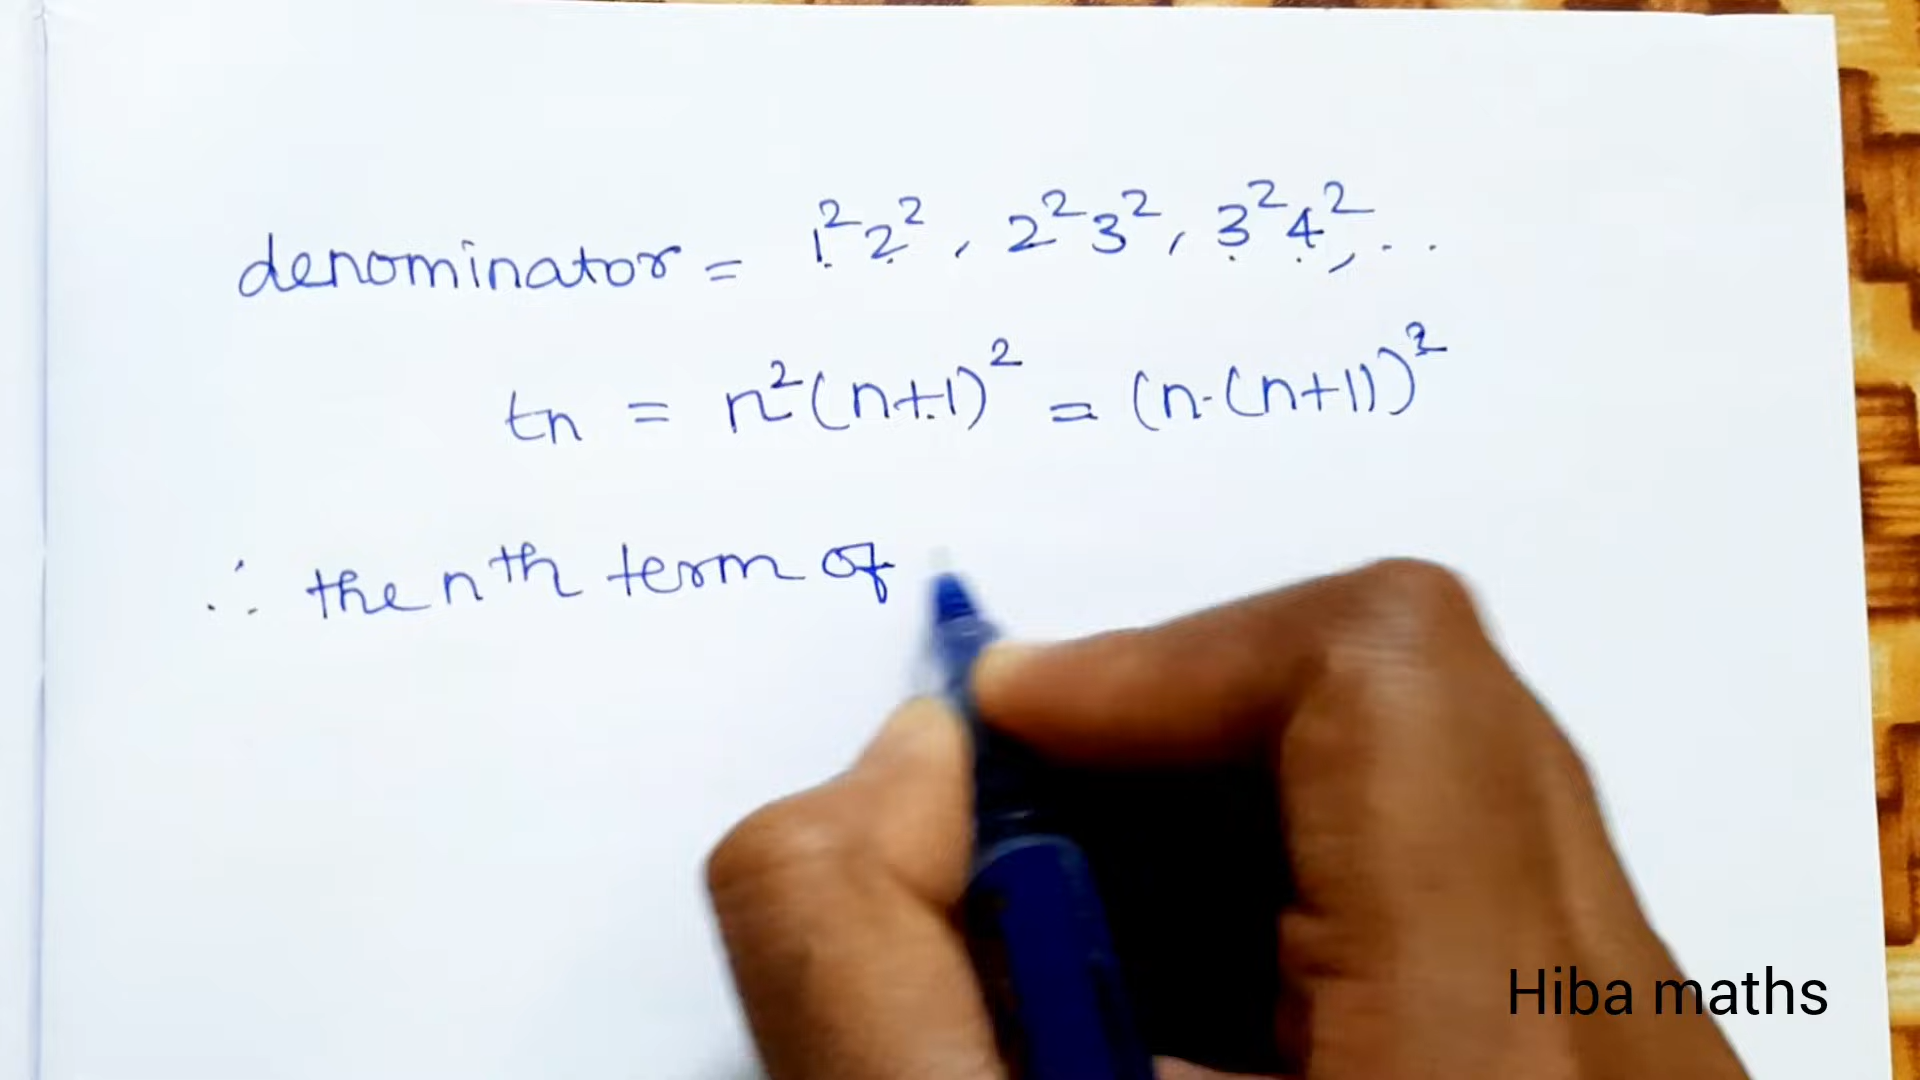 denominator = 1²2², 2²3², 3²4², ..
tn = n²(n+1)² = (n·(n+1))²
∴ the nth term of
Hiba maths